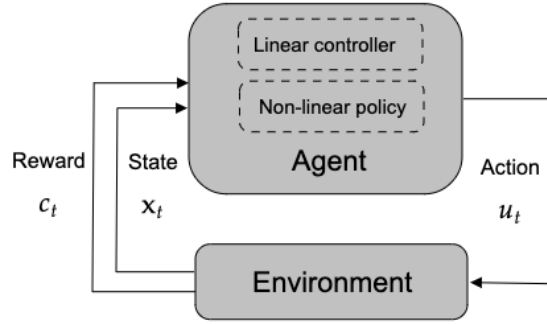 Linear controller
Non-linear policy
Agent
Reward
State
Action
c_t
x_t
u_t
Environment